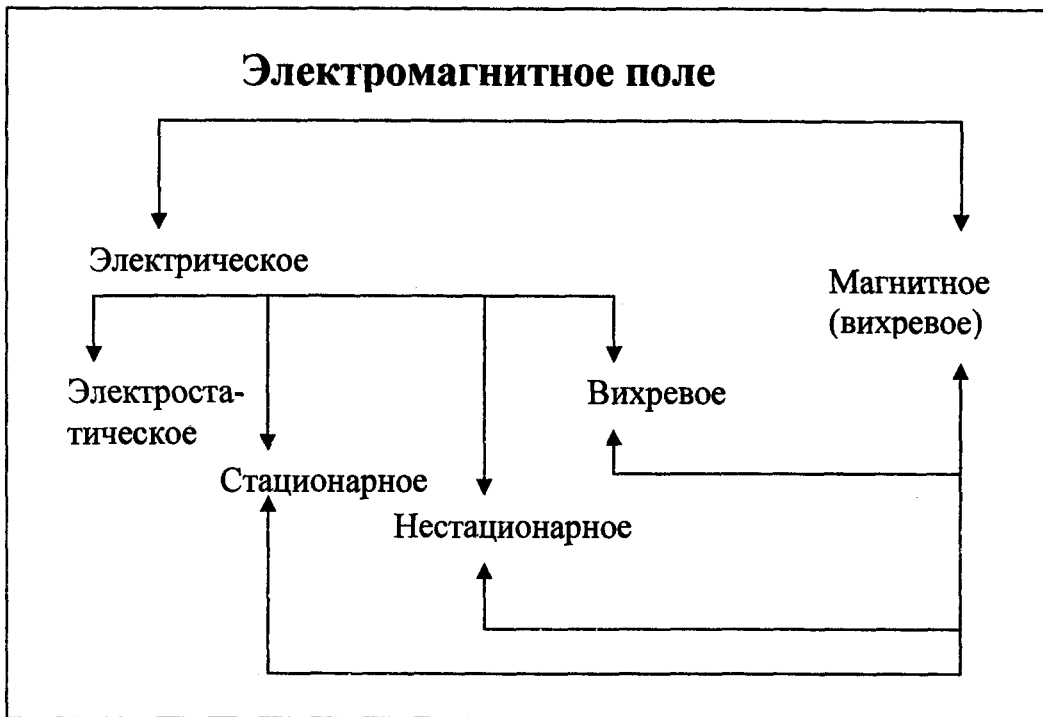 Электромагнитное поле
Электрическое
Магнитное
(вихревое)
Электроста-
тическое
Вихревое
Стационарное
Нестационарное